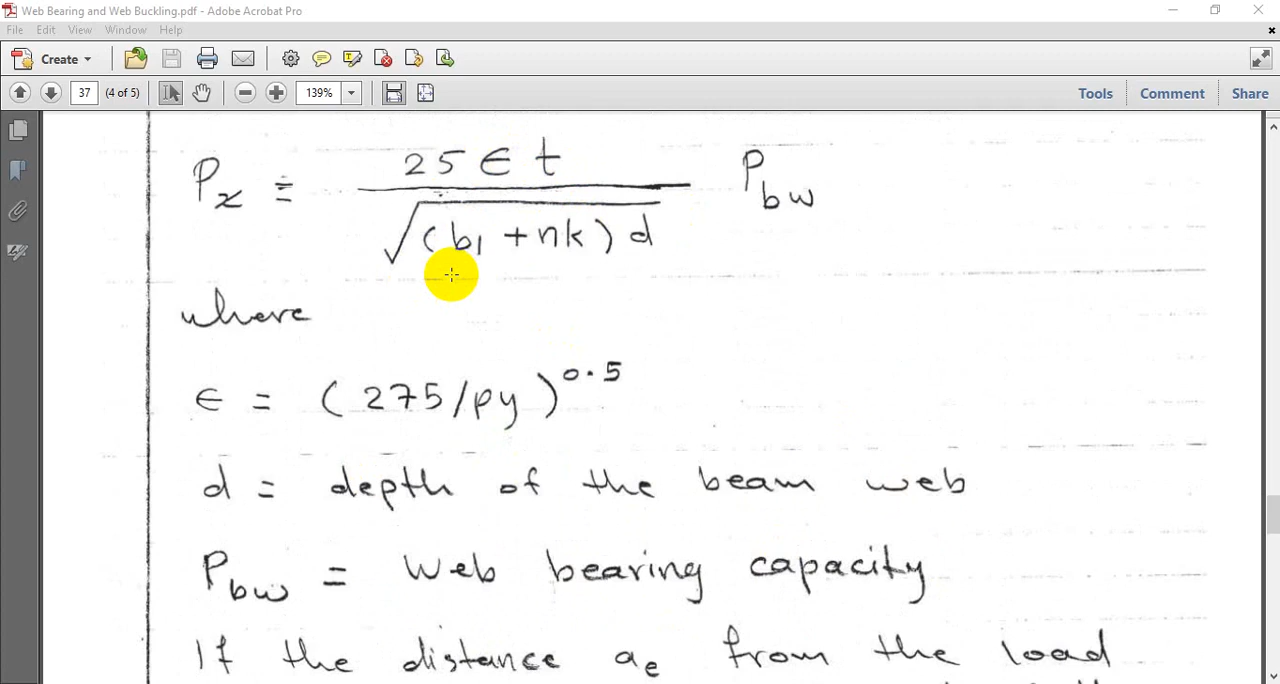 Web Bearing and Web Buckling.pdf - Adobe Acrobat Pro
File Edit View Window Help
Create
37 (4 of 5) 139% Tools Comment Share
Px = 25 ∈ t / √(b1 + nk) d Pbw
where
∈ = (275/py)^0.5
d = depth of the beam web
Pbw = Web bearing capacity
If the distance ae from the load